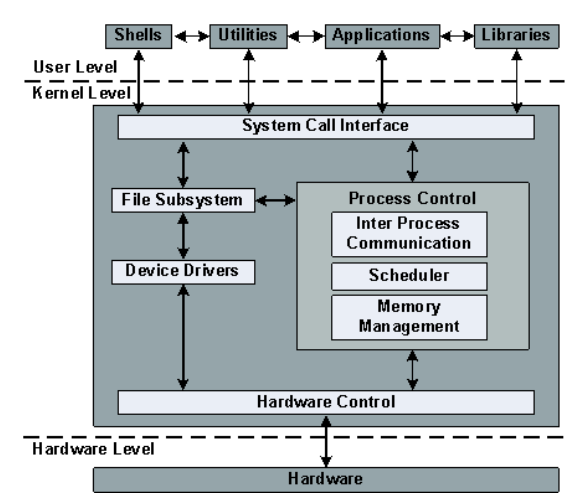 Shells Utilities Applications Libraries
User Level
Kernel Level
System Call Interface
File Subsystem
Process Control
Inter Process
Communication
Device Drivers
Scheduler
Memory
Management
Hardware Control
Hardware Level
Hardware